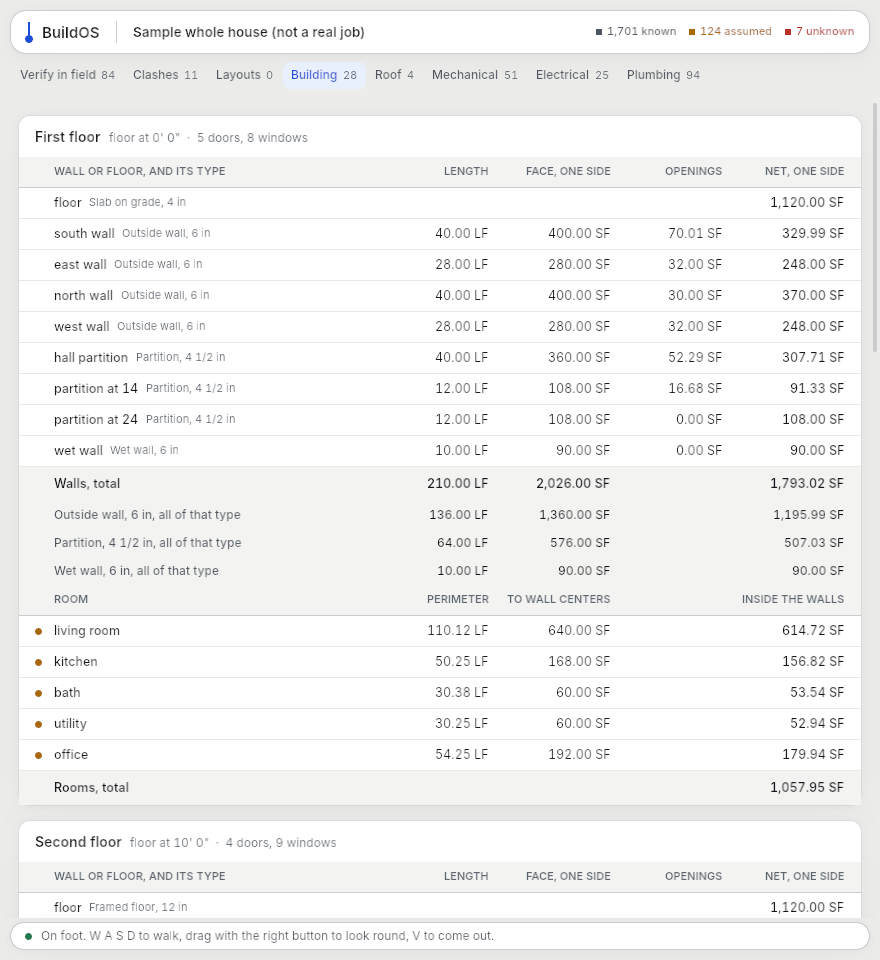 BuildOS Sample whole house (not a real job) 1,701 known 124 assumed 7 unknown
Verify in field 84 Clashes 11 Layouts 0 Building 28 Roof 4 Mechanical 51 Electrical 25 Plumbing 94
First floor floor at 0' 0" · 5 doors, 8 windows
WALL OR FLOOR, AND ITS TYPE LENGTH FACE, ONE SIDE OPENINGS NET, ONE SIDE
floor Slab on grade, 4 in 1,120.00 SF
south wall Outside wall, 6 in 40.00 LF 400.00 SF 70.01 SF 329.99 SF
east wall Outside wall, 6 in 28.00 LF 280.00 SF 32.00 SF 248.00 SF
north wall Outside wall, 6 in 40.00 LF 400.00 SF 30.00 SF 370.00 SF
west wall Outside wall, 6 in 28.00 LF 280.00 SF 32.00 SF 248.00 SF
hall partition Partition, 4 1/2 in 40.00 LF 360.00 SF 52.29 SF 307.71 SF
partition at 14 Partition, 4 1/2 in 12.00 LF 108.00 SF 16.68 SF 91.33 SF
partition at 24 Partition, 4 1/2 in 12.00 LF 108.00 SF 0.00 SF 108.00 SF
wet wall Wet wall, 6 in 10.00 LF 90.00 SF 0.00 SF 90.00 SF
Walls, total 210.00 LF 2,026.00 SF 1,793.02 SF
Outside wall, 6 in, all of that type 136.00 LF 1,360.00 SF 1,195.99 SF
Partition, 4 1/2 in, all of that type 64.00 LF 576.00 SF 507.03 SF
Wet wall, 6 in, all of that type 10.00 LF 90.00 SF 90.00 SF
ROOM PERIMETER TO WALL CENTERS INSIDE THE WALLS
living room 110.12 LF 640.00 SF 614.72 SF
kitchen 50.25 LF 168.00 SF 156.82 SF
bath 30.38 LF 60.00 SF 53.54 SF
utility 30.25 LF 60.00 SF 52.94 SF
office 54.25 LF 192.00 SF 179.94 SF
Rooms, total 1,057.95 SF
Second floor floor at 10' 0" · 4 doors, 9 windows
WALL OR FLOOR, AND ITS TYPE LENGTH FACE, ONE SIDE OPENINGS NET, ONE SIDE
floor Framed floor, 12 in 1,120.00 SF
On foot. W A S D to walk, drag with the right button to look round, V to come out.